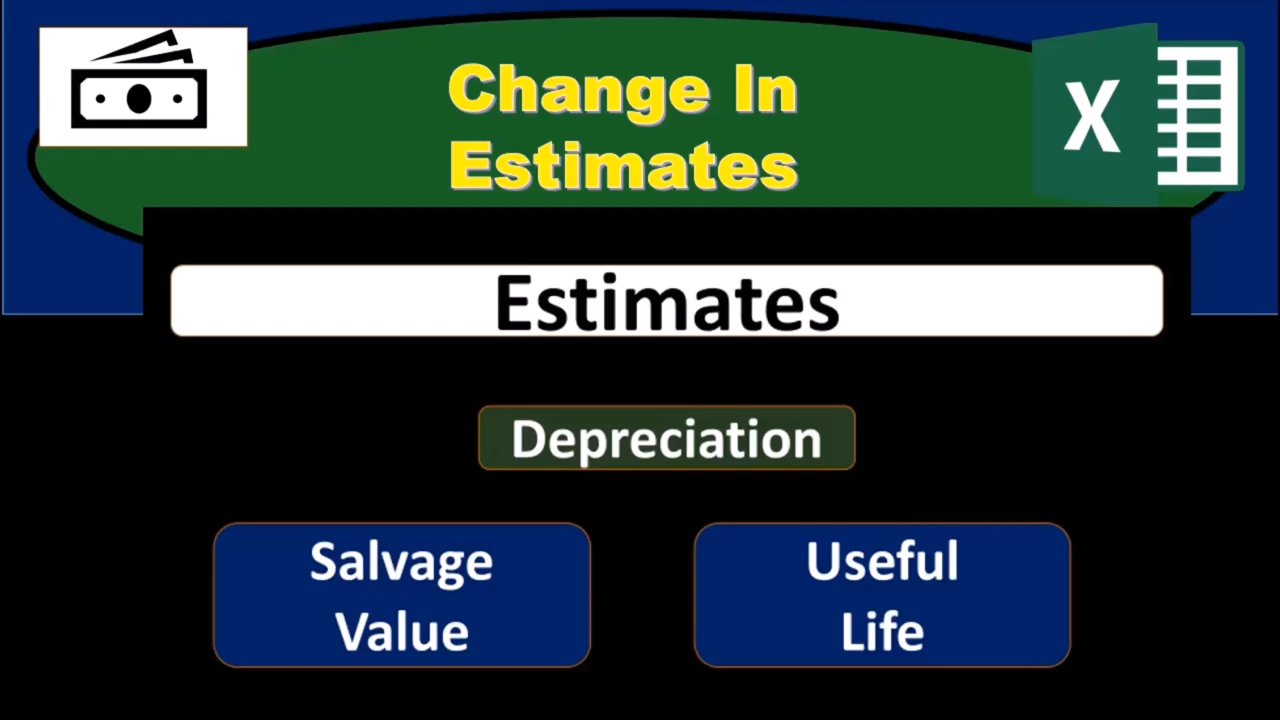 Change In
Estimates
X
Estimates
Depreciation
Salvage
Value
Useful
Life